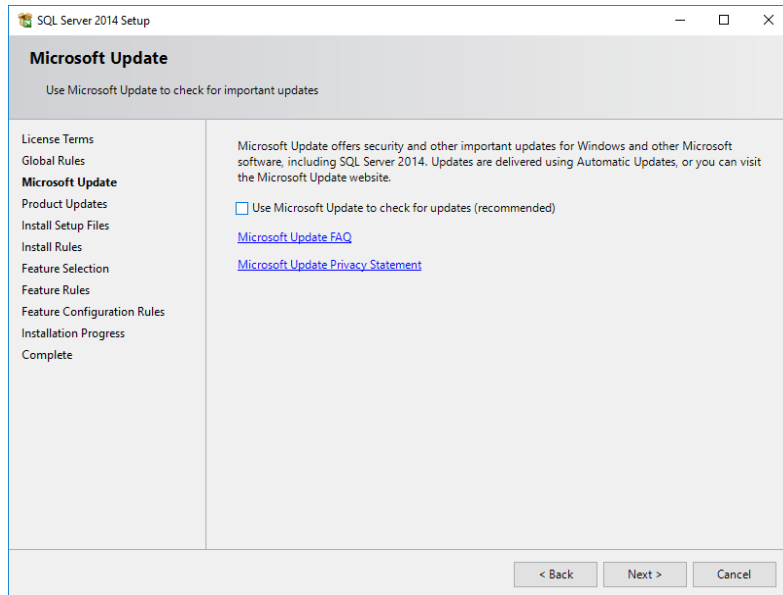 SQL Server 2014 Setup
Microsoft Update
Use Microsoft Update to check for important updates
License Terms
Global Rules
Microsoft Update
Product Updates
Install Setup Files
Install Rules
Feature Selection
Feature Rules
Feature Configuration Rules
Installation Progress
Complete
Microsoft Update offers security and other important updates for Windows and other Microsoft
software, including SQL Server 2014. Updates are delivered using Automatic Updates, or you can visit
the Microsoft Update website.
Use Microsoft Update to check for updates (recommended)
Microsoft Update FAQ
Microsoft Update Privacy Statement
< Back
Next >
Cancel